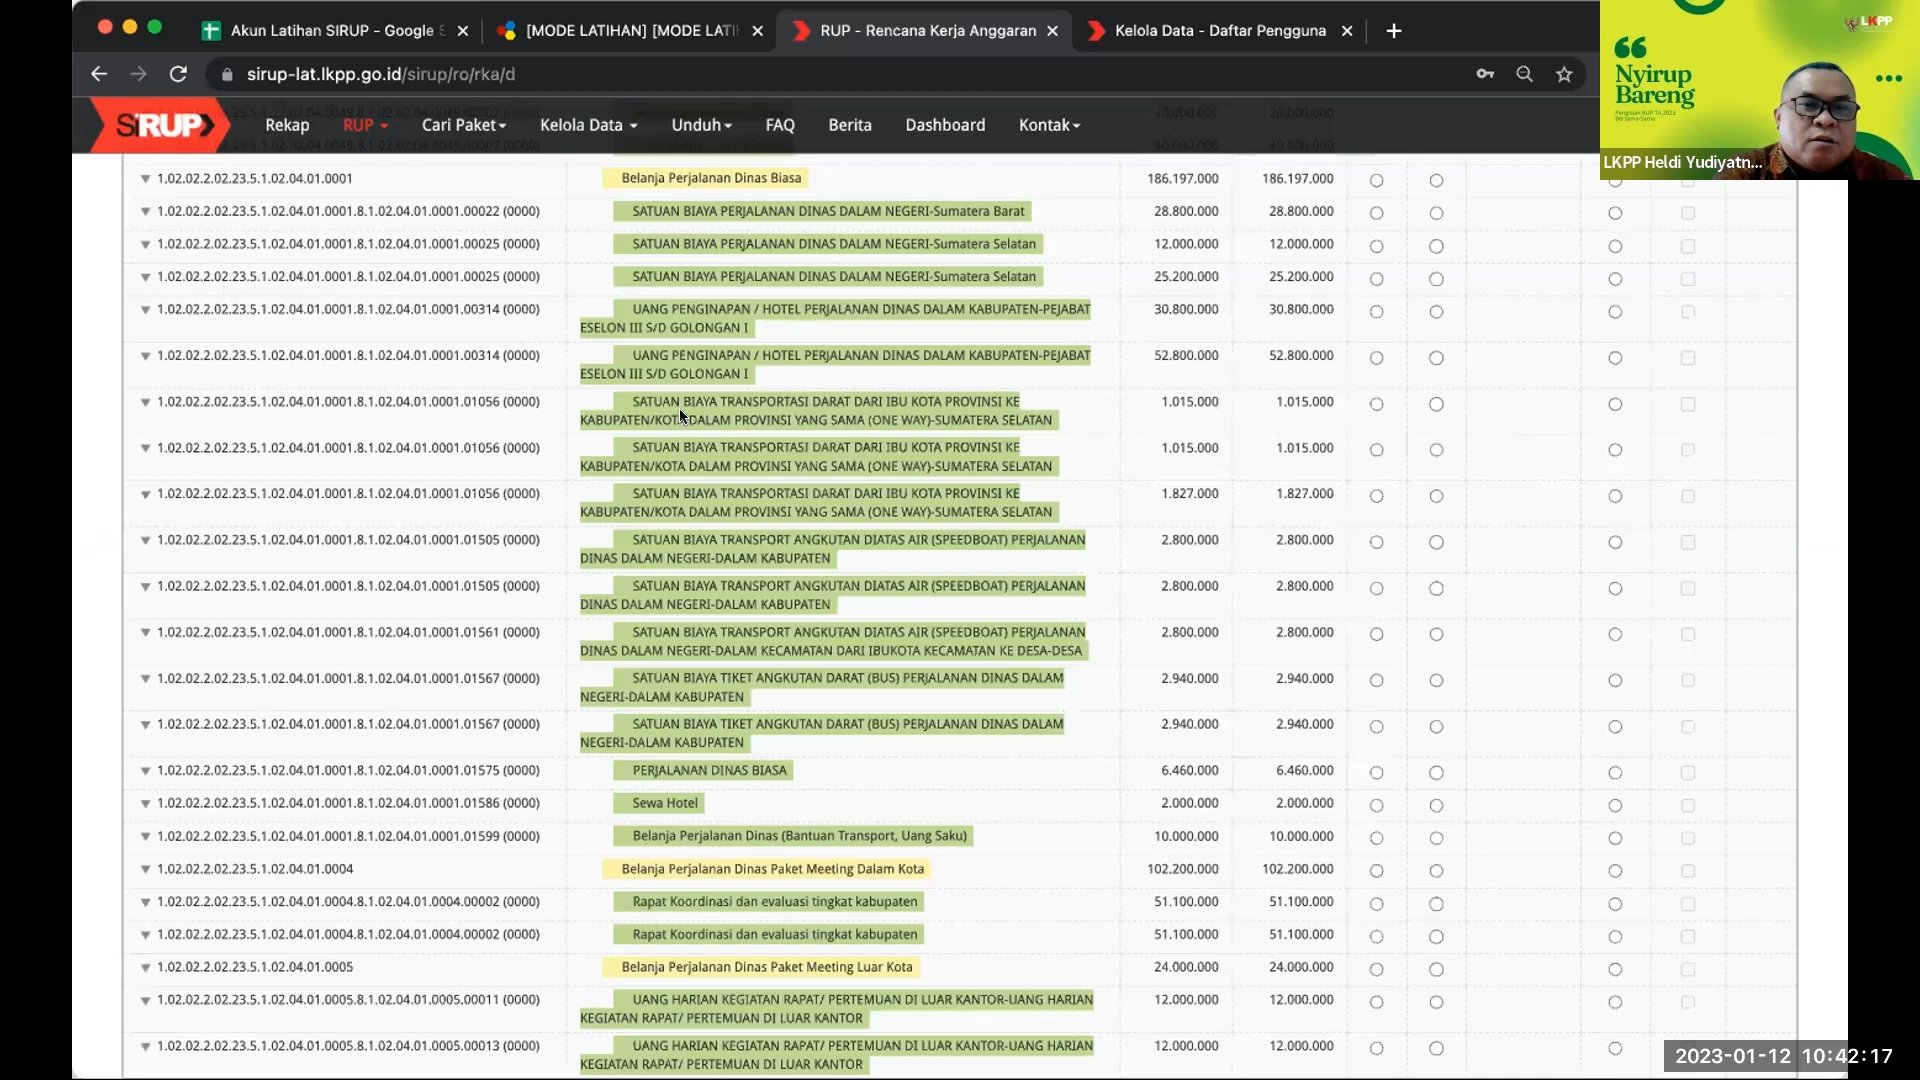 Akun Latihan SIRUP - Google S
[MODE LATIHAN] [MODE LATIH
RUP - Rencana Kerja Anggaran
Kelola Data - Daftar Pengguna
sirup-lat.lkpp.go.id/sirup/ro/rka/d
SiRUP
Rekap
RUP
Cari Paket
Kelola Data
Unduh
FAQ
Berita
Dashboard
Kontak
LKPP
Nyirup
Bareng
Pengisian RUP TA 2023
Bersama-Sama
LKPP Heldi Yudiyatn...
1.02.02.2.02.23.5.1.02.04.01.0001 Belanja Perjalanan Dinas Biasa 186.197.000 186.197.000
1.02.02.2.02.23.5.1.02.04.01.0001.8.1.02.04.01.0001.00022 (0000) SATUAN BIAYA PERJALANAN DINAS DALAM NEGERI-Sumatera Barat 28.800.000 28.800.000
1.02.02.2.02.23.5.1.02.04.01.0001.8.1.02.04.01.0001.00025 (0000) SATUAN BIAYA PERJALANAN DINAS DALAM NEGERI-Sumatera Selatan 12.000.000 12.000.000
1.02.02.2.02.23.5.1.02.04.01.0001.8.1.02.04.01.0001.00025 (0000) SATUAN BIAYA PERJALANAN DINAS DALAM NEGERI-Sumatera Selatan 25.200.000 25.200.000
1.02.02.2.02.23.5.1.02.04.01.0001.8.1.02.04.01.0001.00314 (0000) UANG PENGINAPAN / HOTEL PERJALANAN DINAS DALAM KABUPATEN-PEJABAT 30.800.000 30.800.000
ESELON III S/D GOLONGAN I
1.02.02.2.02.23.5.1.02.04.01.0001.8.1.02.04.01.0001.00314 (0000) UANG PENGINAPAN / HOTEL PERJALANAN DINAS DALAM KABUPATEN-PEJABAT 52.800.000 52.800.000
ESELON III S/D GOLONGAN I
1.02.02.2.02.23.5.1.02.04.01.0001.8.1.02.04.01.0001.01056 (0000) SATUAN BIAYA TRANSPORTASI DARAT DARI IBU KOTA PROVINSI KE 1.015.000 1.015.000
KABUPATEN/KOTA DALAM PROVINSI YANG SAMA (ONE WAY)-SUMATERA SELATAN
1.02.02.2.02.23.5.1.02.04.01.0001.8.1.02.04.01.0001.01056 (0000) SATUAN BIAYA TRANSPORTASI DARAT DARI IBU KOTA PROVINSI KE 1.015.000 1.015.000
KABUPATEN/KOTA DALAM PROVINSI YANG SAMA (ONE WAY)-SUMATERA SELATAN
1.02.02.2.02.23.5.1.02.04.01.0001.8.1.02.04.01.0001.01056 (0000) SATUAN BIAYA TRANSPORTASI DARAT DARI IBU KOTA PROVINSI KE 1.827.000 1.827.000
KABUPATEN/KOTA DALAM PROVINSI YANG SAMA (ONE WAY)-SUMATERA SELATAN
1.02.02.2.02.23.5.1.02.04.01.0001.8.1.02.04.01.0001.01505 (0000) SATUAN BIAYA TRANSPORT ANGKUTAN DIATAS AIR (SPEEDBOAT) PERJALANAN 2.800.000 2.800.000
DINAS DALAM NEGERI-DALAM KABUPATEN
1.02.02.2.02.23.5.1.02.04.01.0001.8.1.02.04.01.0001.01505 (0000) SATUAN BIAYA TRANSPORT ANGKUTAN DIATAS AIR (SPEEDBOAT) PERJALANAN 2.800.000 2.800.000
DINAS DALAM NEGERI-DALAM KABUPATEN
1.02.02.2.02.23.5.1.02.04.01.0001.8.1.02.04.01.0001.01561 (0000) SATUAN BIAYA TRANSPORT ANGKUTAN DIATAS AIR (SPEEDBOAT) PERJALANAN 2.800.000 2.800.000
DINAS DALAM NEGERI-DALAM KECAMATAN DARI IBUKOTA KECAMATAN KE DESA-DESA
1.02.02.2.02.23.5.1.02.04.01.0001.8.1.02.04.01.0001.01567 (0000) SATUAN BIAYA TIKET ANGKUTAN DARAT (BUS) PERJALANAN DINAS DALAM 2.940.000 2.940.000
NEGERI-DALAM KABUPATEN
1.02.02.2.02.23.5.1.02.04.01.0001.8.1.02.04.01.0001.01567 (0000) SATUAN BIAYA TIKET ANGKUTAN DARAT (BUS) PERJALANAN DINAS DALAM 2.940.000 2.940.000
NEGERI-DALAM KABUPATEN
1.02.02.2.02.23.5.1.02.04.01.0001.8.1.02.04.01.0001.01575 (0000) PERJALANAN DINAS BIASA 6.460.000 6.460.000
1.02.02.2.02.23.5.1.02.04.01.0001.8.1.02.04.01.0001.01586 (0000) Sewa Hotel 2.000.000 2.000.000
1.02.02.2.02.23.5.1.02.04.01.0001.8.1.02.04.01.0001.01599 (0000) Belanja Perjalanan Dinas (Bantuan Transport, Uang Saku) 10.000.000 10.000.000
1.02.02.2.02.23.5.1.02.04.01.0004 Belanja Perjalanan Dinas Paket Meeting Dalam Kota 102.200.000 102.200.000
1.02.02.2.02.23.5.1.02.04.01.0004.8.1.02.04.01.0004.00002 (0000) Rapat Koordinasi dan evaluasi tingkat kabupaten 51.100.000 51.100.000
1.02.02.2.02.23.5.1.02.04.01.0004.8.1.02.04.01.0004.00002 (0000) Rapat Koordinasi dan evaluasi tingkat kabupaten 51.100.000 51.100.000
1.02.02.2.02.23.5.1.02.04.01.0005 Belanja Perjalanan Dinas Paket Meeting Luar Kota 24.000.000 24.000.000
1.02.02.2.02.23.5.1.02.04.01.0005.8.1.02.04.01.0005.00011 (0000) UANG HARIAN KEGIATAN RAPAT/ PERTEMUAN DI LUAR KANTOR-UANG HARIAN 12.000.000 12.000.000
KEGIATAN RAPAT/ PERTEMUAN DI LUAR KANTOR
1.02.02.2.02.23.5.1.02.04.01.0005.8.1.02.04.01.0005.00013 (0000) UANG HARIAN KEGIATAN RAPAT/ PERTEMUAN DI LUAR KANTOR-UANG HARIAN 12.000.000 12.000.000
KEGIATAN RAPAT/ PERTEMUAN DI LUAR KANTOR
2023-01-12 10:42:17